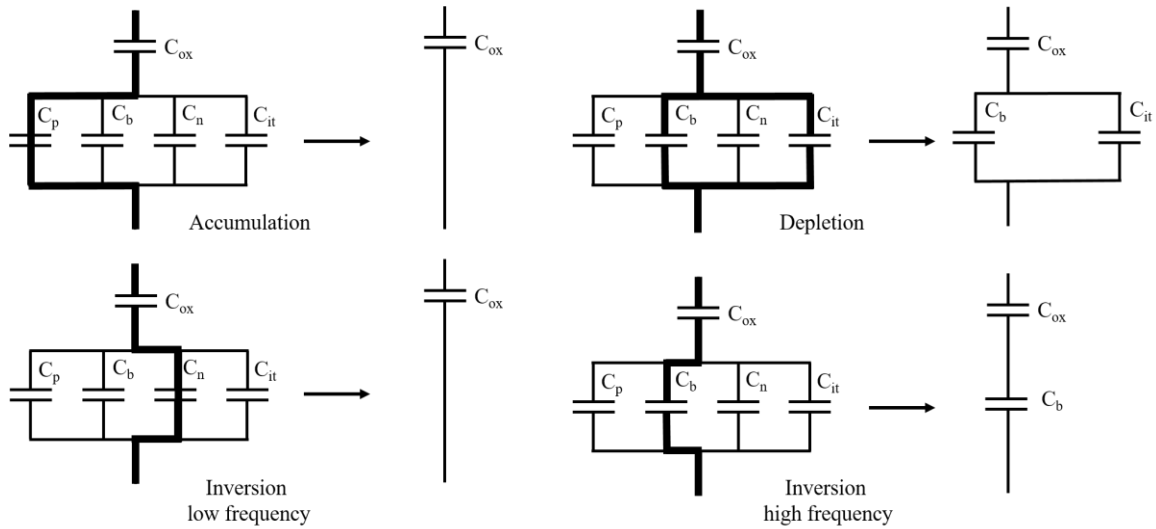 C_ox
C_p C_b C_n C_it
Accumulation
C_ox
C_ox
C_p C_b C_n C_it
Depletion
C_ox
C_b C_it
C_ox
C_p C_b C_n C_it
Inversion
low frequency
C_ox
C_ox
C_p C_b C_n C_it
Inversion
high frequency
C_ox
C_b